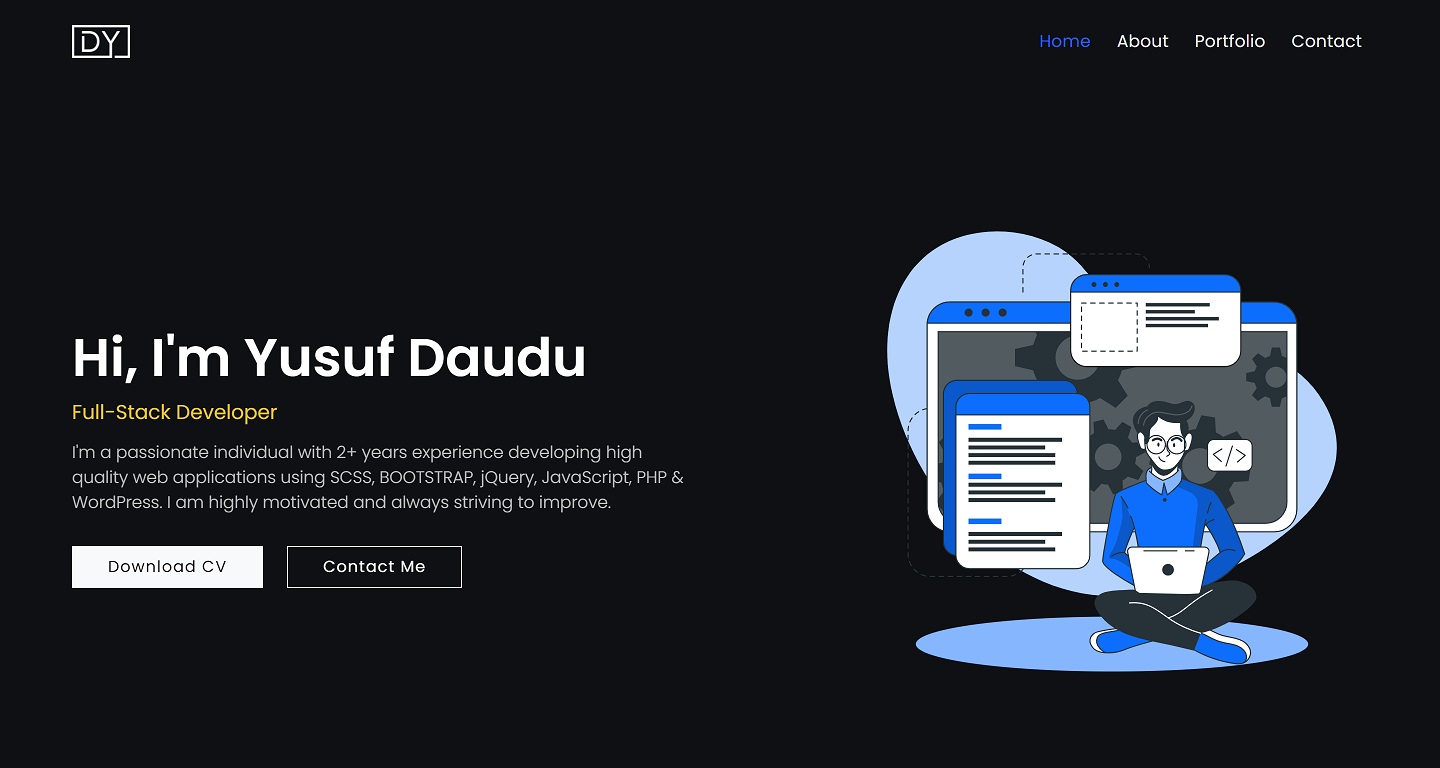 DY
Home About Portfolio Contact
Hi, I'm Yusuf Daudu
Full-Stack Developer
I'm a passionate individual with 2+ years experience developing high
quality web applications using SCSS, BOOTSTRAP, jQuery, JavaScript, PHP &
WordPress. I am highly motivated and always striving to improve.
Download CV Contact Me
</>